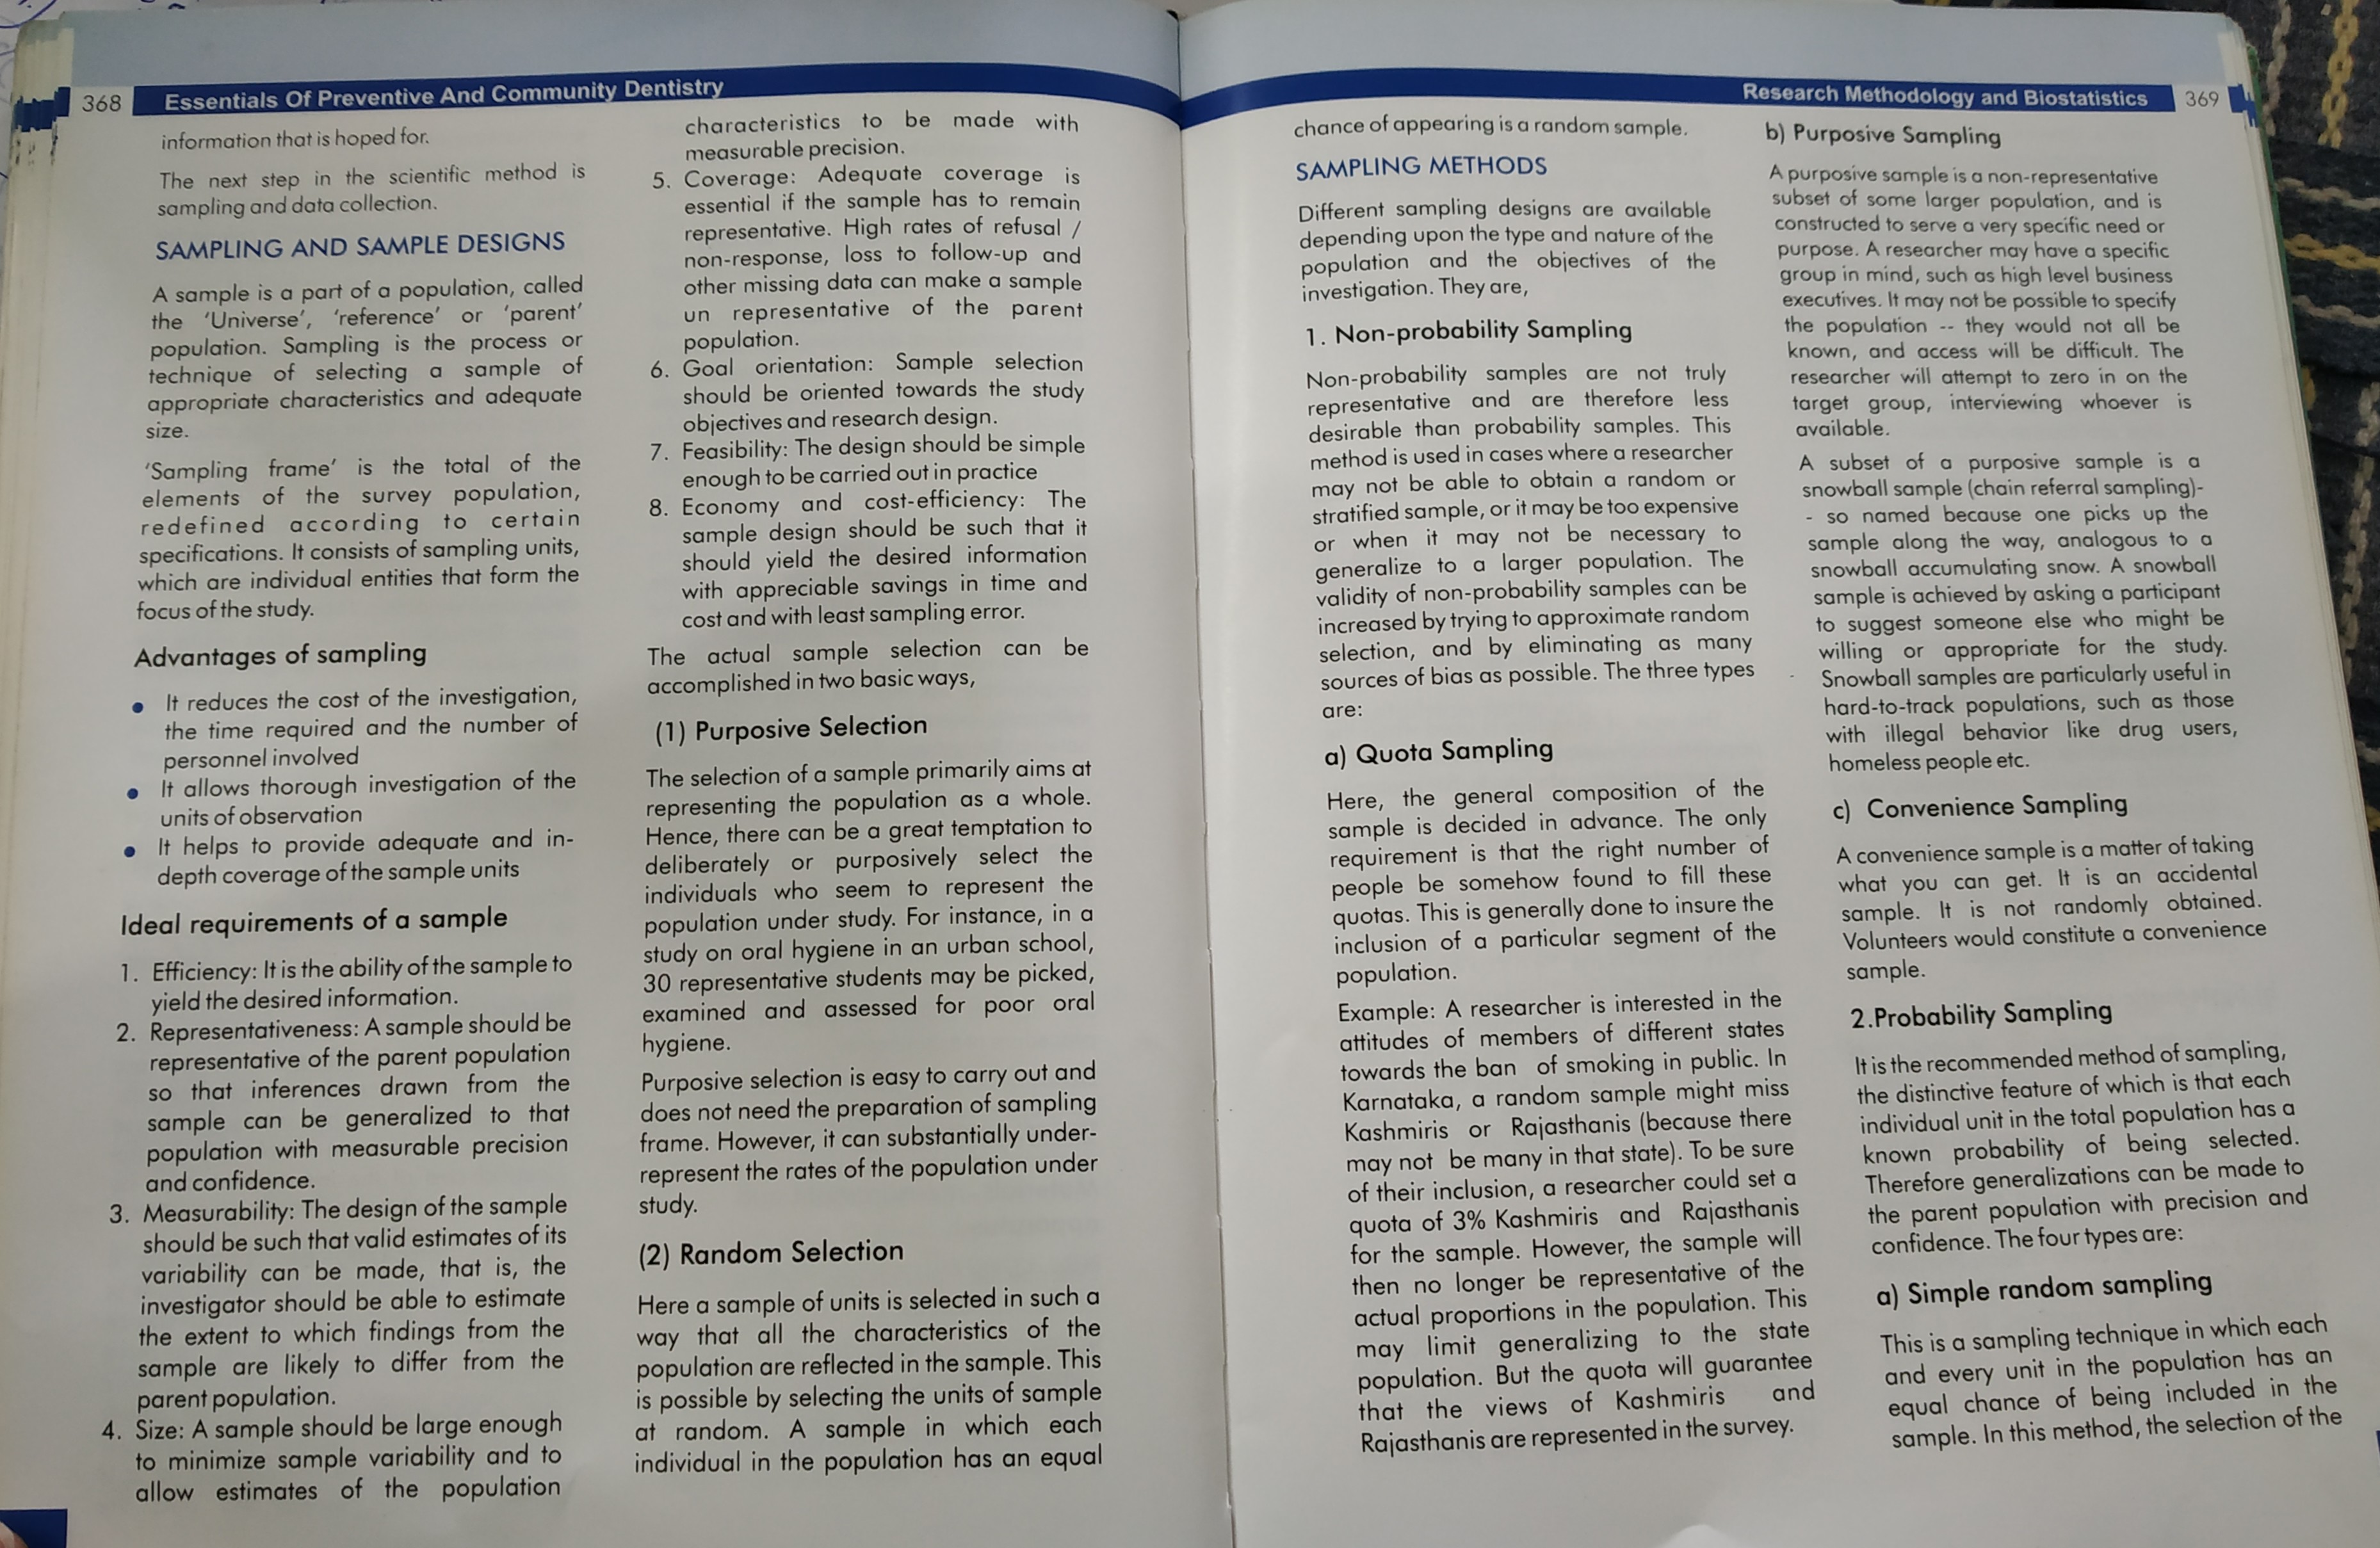 368 Essentials Of Preventive And Community Dentistry
information that is hoped for.
The next step in the scientific method is
sampling and data collection.
SAMPLING AND SAMPLE DESIGNS
A sample is a part of a population, called
the 'Universe', 'reference' or 'parent'
population. Sampling is the process or
technique of selecting a sample of
appropriate characteristics and adequate
size.
'Sampling frame' is the total of the
elements of the survey population,
redefined according to certain
specifications. It consists of sampling units,
which are individual entities that form the
focus of the study.
Advantages of sampling
• It reduces the cost of the investigation,
the time required and the number of
personnel involved
• It allows thorough investigation of the
units of observation
• It helps to provide adequate and in-
depth coverage of the sample units
Ideal requirements of a sample
1. Efficiency: It is the ability of the sample to
yield the desired information.
2. Representativeness: A sample should be
representative of the parent population
so that inferences drawn from the
sample can be generalized to that
population with measurable precision
and confidence.
3. Measurability: The design of the sample
should be such that valid estimates of its
variability can be made, that is, the
investigator should be able to estimate
the extent to which findings from the
sample are likely to differ from the
parent population.
4. Size: A sample should be large enough
to minimize sample variability and to
allow estimates of the population
characteristics to be made with
measurable precision.
5. Coverage: Adequate coverage is
essential if the sample has to remain
representative. High rates of refusal /
non-response, loss to follow-up and
other missing data can make a sample
un representative of the parent
population.
6. Goal orientation: Sample selection
should be oriented towards the study
objectives and research design.
7. Feasibility: The design should be simple
enough to be carried out in practice
8. Economy and cost-efficiency: The
sample design should be such that it
should yield the desired information
with appreciable savings in time and
cost and with least sampling error.
The actual sample selection can be
accomplished in two basic ways,
(1) Purposive Selection
The selection of a sample primarily aims at
representing the population as a whole.
Hence, there can be a great temptation to
deliberately or purposively select the
individuals who seem to represent the
population under study. For instance, in a
study on oral hygiene in an urban school,
30 representative students may be picked,
examined and assessed for poor oral
hygiene.
Purposive selection is easy to carry out and
does not need the preparation of sampling
frame. However, it can substantially under-
represent the rates of the population under
study.
(2) Random Selection
Here a sample of units is selected in such a
way that all the characteristics of the
population are reflected in the sample. This
is possible by selecting the units of sample
at random. A sample in which each
individual in the population has an equal
Research Methodology and Biostatistics 369
chance of appearing is a random sample.
SAMPLING METHODS
Different sampling designs are available
depending upon the type and nature of the
population and the objectives of the
investigation. They are,
1. Non-probability Sampling
Non-probability samples are not truly
representative and are therefore less
desirable than probability samples. This
method is used in cases where a researcher
may not be able to obtain a random or
stratified sample, or it may be too expensive
or when it may not be necessary to
generalize to a larger population. The
validity of non-probability samples can be
increased by trying to approximate random
selection, and by eliminating as many
sources of bias as possible. The three types
are:
a) Quota Sampling
Here, the general composition of the
sample is decided in advance. The only
requirement is that the right number of
people be somehow found to fill these
quotas. This is generally done to insure the
inclusion of a particular segment of the
population.
Example: A researcher is interested in the
attitudes of members of different states
towards the ban of smoking in public. In
Karnataka, a random sample might miss
Kashmiris or Rajasthanis (because there
may not be many in that state). To be sure
of their inclusion, a researcher could set a
quota of 3% Kashmiris and Rajasthanis
for the sample. However, the sample will
then no longer be representative of the
actual proportions in the population. This
may limit generalizing to the state
population. But the quota will guarantee
that the views of Kashmiris and
Rajasthanis are represented in the survey.
b) Purposive Sampling
A purposive sample is a non-representative
subset of some larger population, and is
constructed to serve a very specific need or
purpose. A researcher may have a specific
group in mind, such as high level business
executives. It may not be possible to specify
the population -- they would not all be
known, and access will be difficult. The
researcher will attempt to zero in on the
target group, interviewing whoever is
available.
A subset of a purposive sample is a
snowball sample (chain referral sampling)-
- so named because one picks up the
sample along the way, analogous to a
snowball accumulating snow. A snowball
sample is achieved by asking a participant
to suggest someone else who might be
willing or appropriate for the study.
Snowball samples are particularly useful in
hard-to-track populations, such as those
with illegal behavior like drug users,
homeless people etc.
c) Convenience Sampling
A convenience sample is a matter of taking
what you can get. It is an accidental
sample. It is not randomly obtained.
Volunteers would constitute a convenience
sample.
2.Probability Sampling
It is the recommended method of sampling,
the distinctive feature of which is that each
individual unit in the total population has a
known probability of being selected.
Therefore generalizations can be made to
the parent population with precision and
confidence. The four types are:
a) Simple random sampling
This is a sampling technique in which each
and every unit in the population has an
equal chance of being included in the
sample. In this method, the selection of the